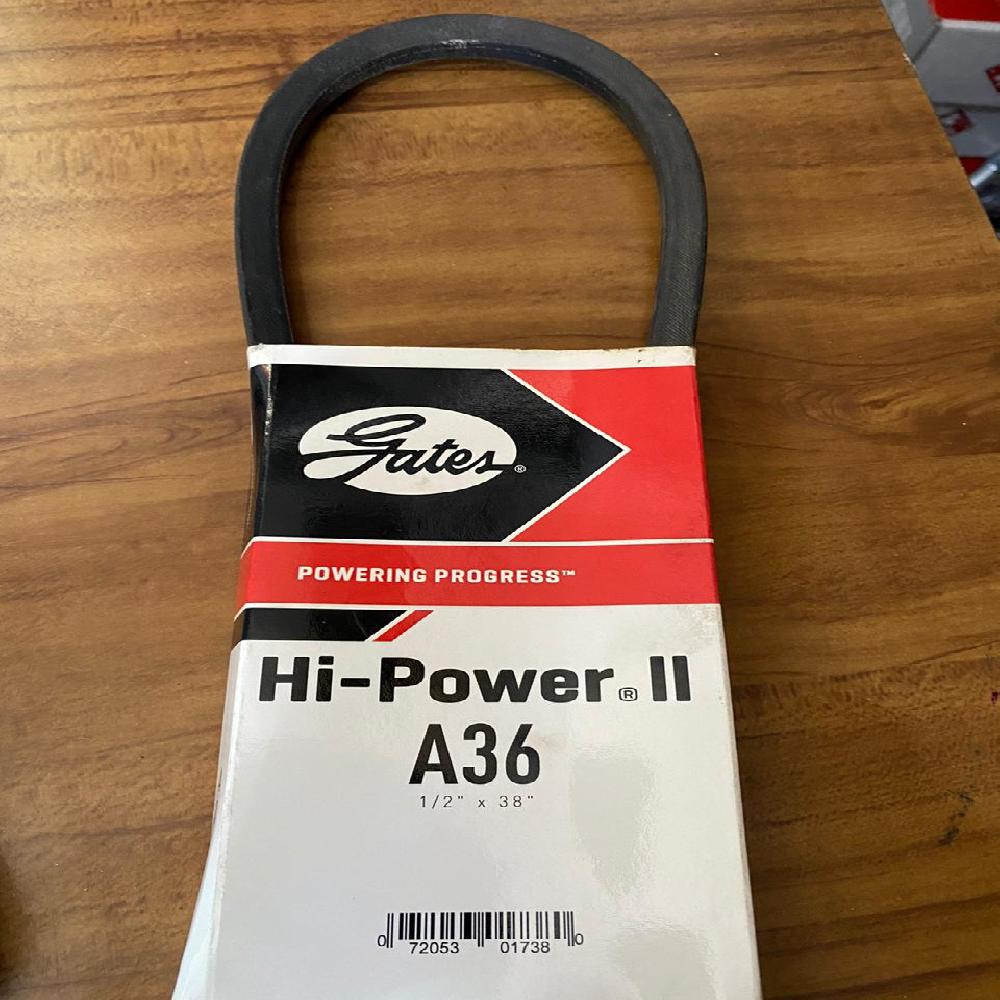 Gates®
POWERING PROGRESS™
Hi-Power® II
A36
1/2" x 38"
0 72053 01738 0